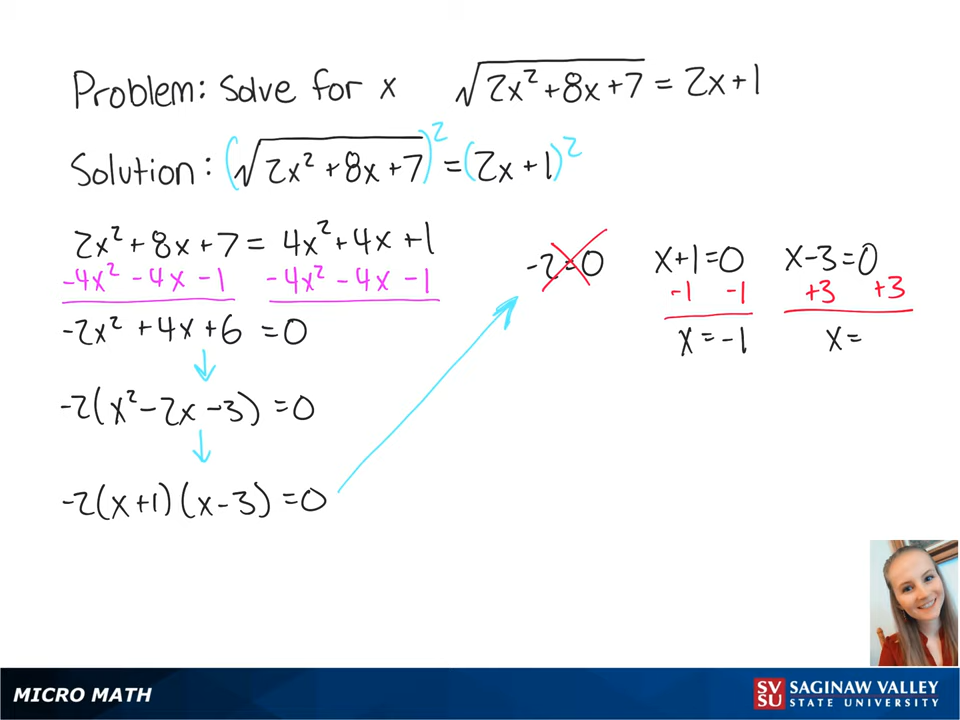 Problem: Solve for x √(2x² + 8x + 7) = 2x + 1
Solution: (√(2x² + 8x + 7))² = (2x + 1)²
2x² + 8x + 7 = 4x² + 4x + 1
-4x² - 4x - 1 -4x² - 4x - 1
-2x² + 4x + 6 = 0
-2(x² - 2x - 3) = 0
-2(x + 1)(x - 3) = 0
-2 = 0 x + 1 = 0 x - 3 = 0
-1 -1 +3 +3
x = -1 x =
MICRO MATH
SV SU SAGINAW VALLEY
STATE UNIVERSITY